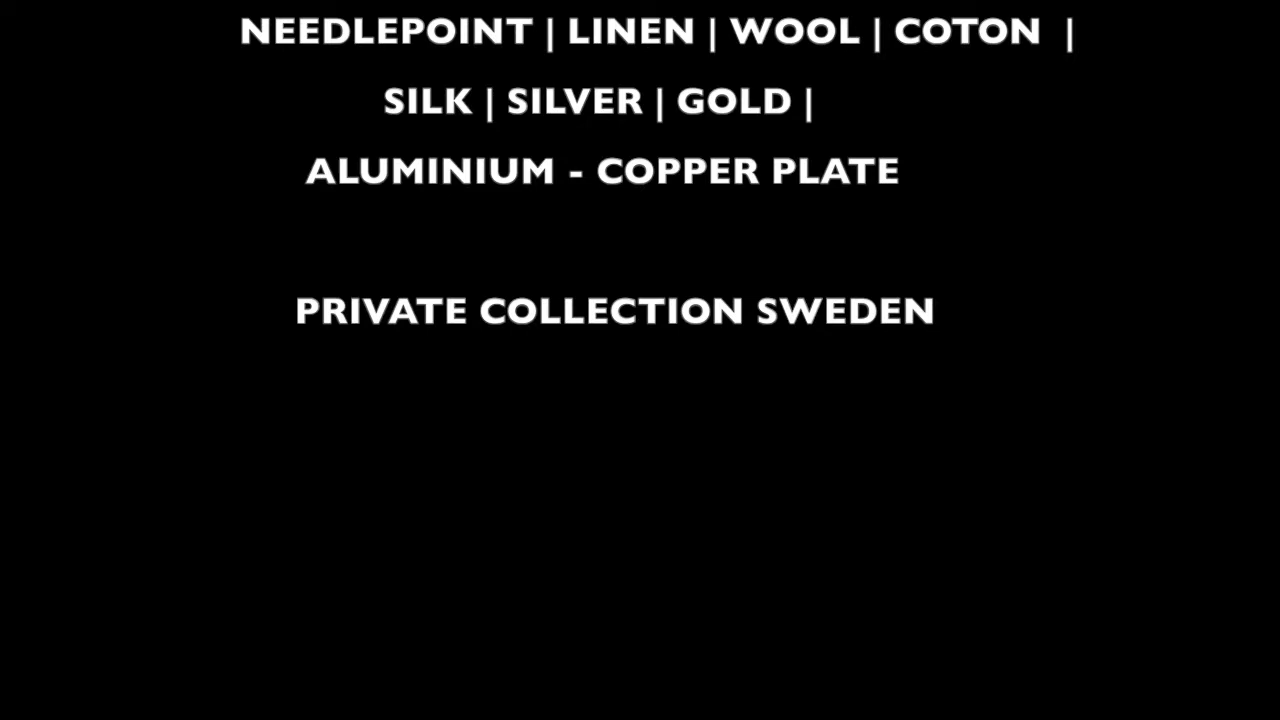 NEEDLEPOINT | LINEN | WOOL | COTON |
SILK | SILVER | GOLD |
ALUMINIUM - COPPER PLATE
PRIVATE COLLECTION SWEDEN